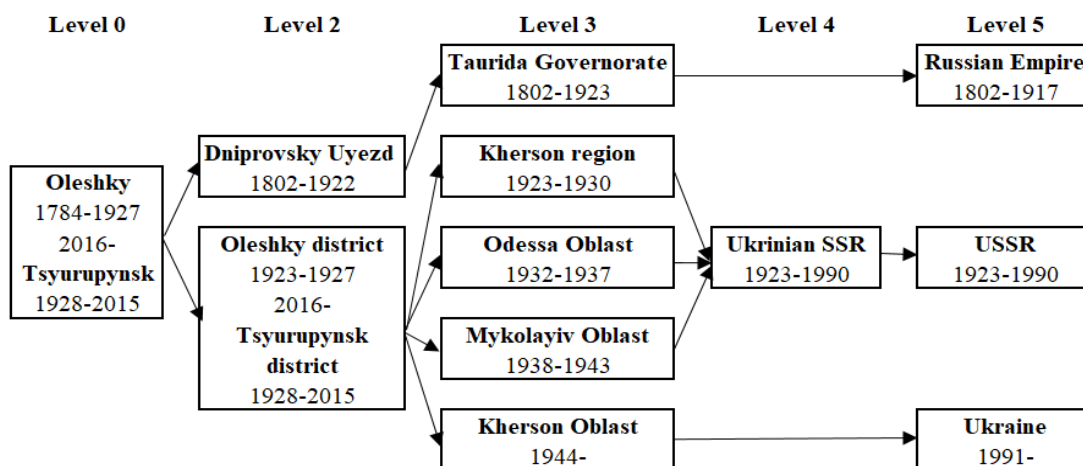 Level 0
Level 2
Level 3
Level 4
Level 5
Oleshky
1784-1927
2016-
Tsyurupynsk
1928-2015
Dniprovsky Uyezd
1802-1922
Oleshky district
1923-1927
2016-
Tsyurupynsk
district
1928-2015
Taurida Governorate
1802-1923
Kherson region
1923-1930
Odessa Oblast
1932-1937
Mykolayiv Oblast
1938-1943
Kherson Oblast
1944-
Ukrinian SSR
1923-1990
Russian Empire
1802-1917
USSR
1923-1990
Ukraine
1991-